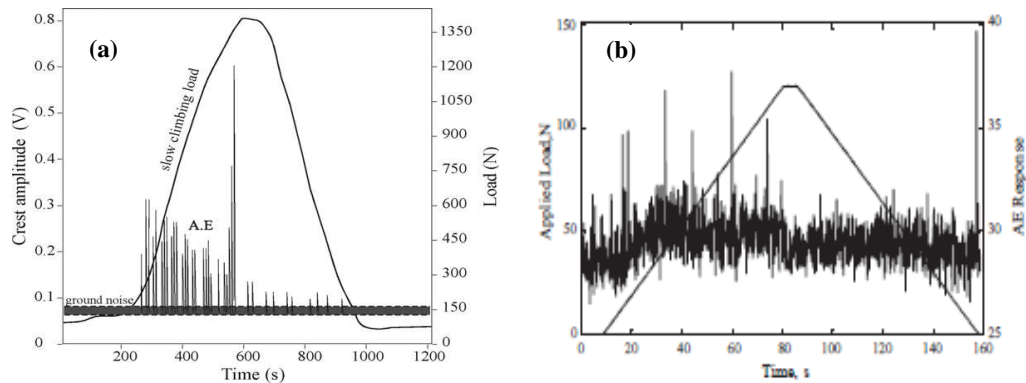 (a)
Crest amplitude (V)
0.8
0.7
0.6
0.5
0.4
0.3
0.2
0.1
0
slow climbing load
A.E
ground noise
1350
1200
1050
900
750
600
450
300
150
0
Load (N)
200 400 600 800 1000 1200
Time (s)
(b)
Applied Load,N
150
100
50
0
40
35
30
25
AE Response
0 20 40 60 80 100 120 140 160
Time, s